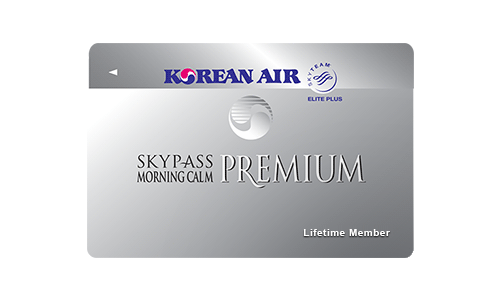 KOREAN AIR
SKYTEAM
ELITE PLUS
SKYPASS
MORNING CALM
PREMIUM
Lifetime Member